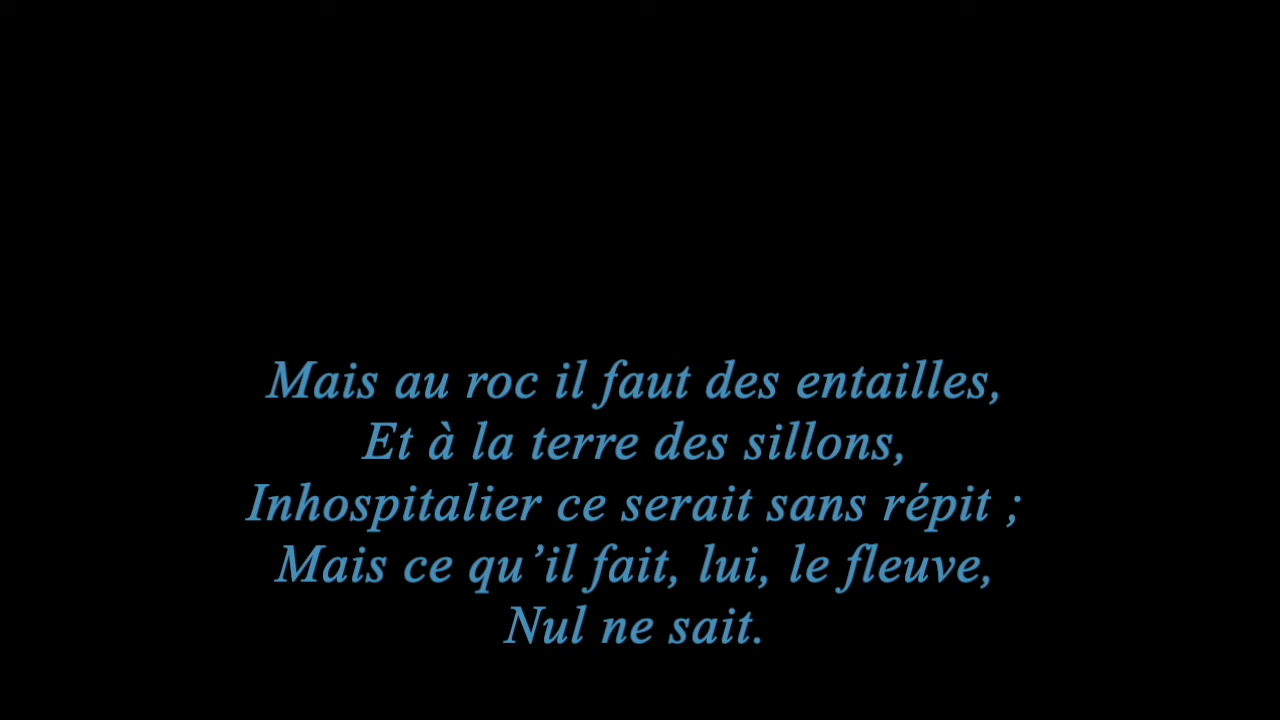 Mais au roc il faut des entailles,
Et à la terre des sillons,
Inhospitalier ce serait sans répit ;
Mais ce qu’il fait, lui, le fleuve,
Nul ne sait.